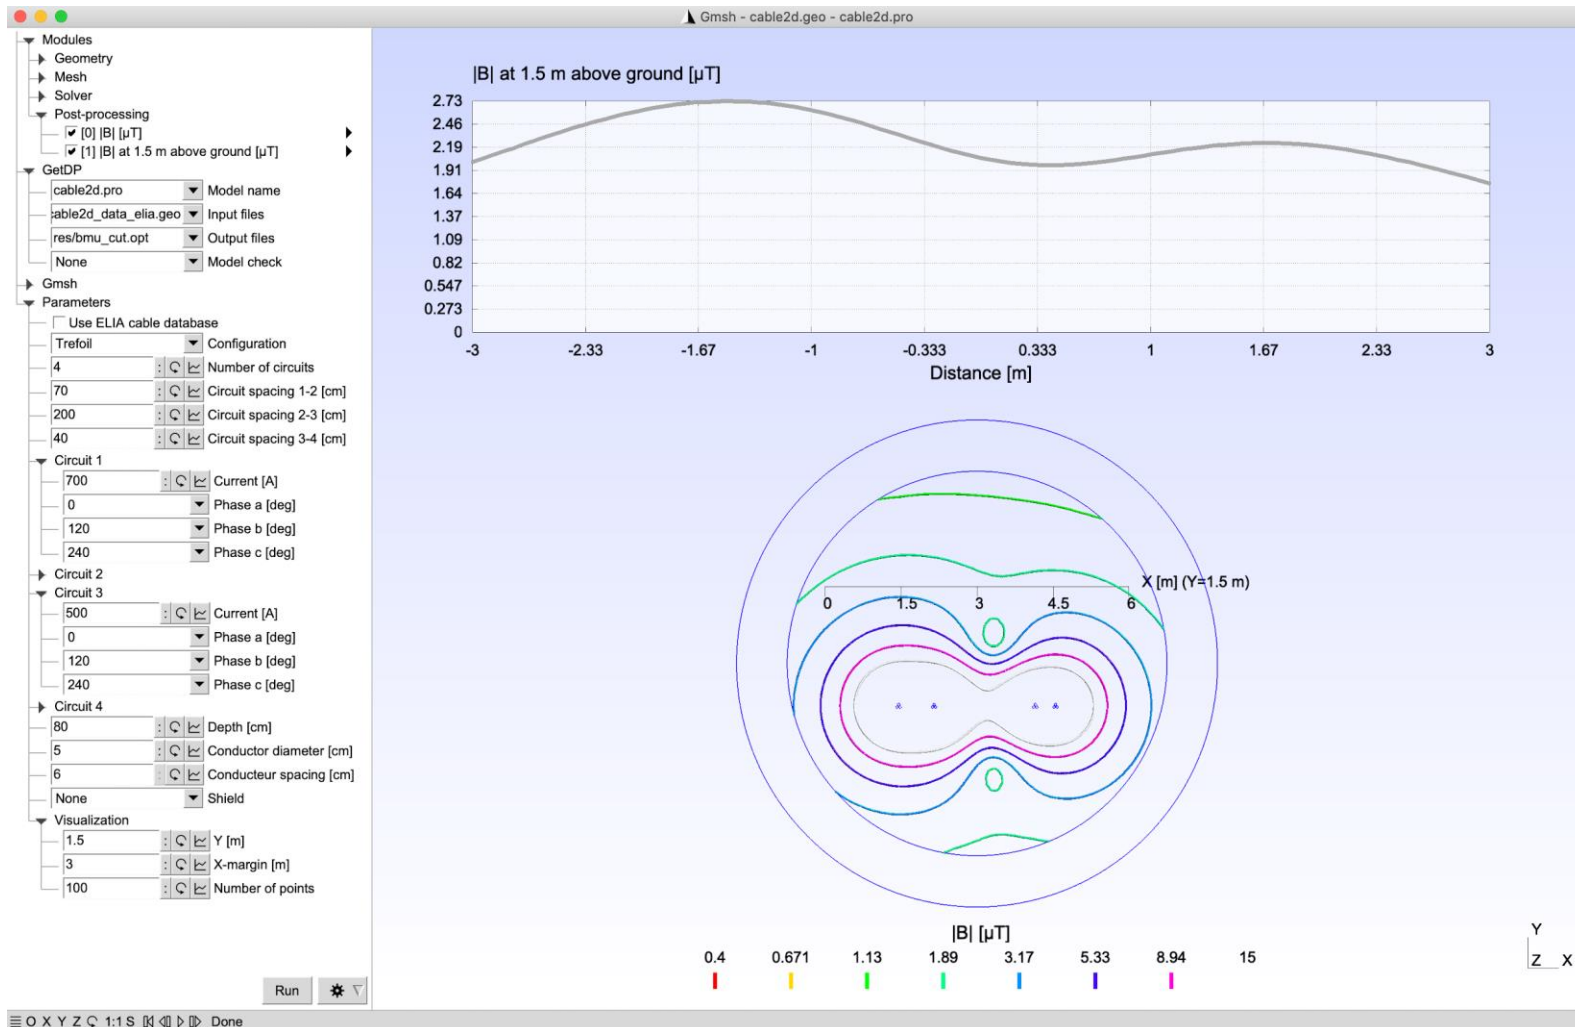 Gmsh - cable2d.geo - cable2d.pro
Modules
Geometry
Mesh
Solver
Post-processing
[0] |B| [µT]
[1] |B| at 1.5 m above ground [µT]
GetDP
cable2d.pro Model name
:able2d_data_elia.geo Input files
res/bmu_cut.opt Output files
None Model check
Gmsh
Parameters
Use ELIA cable database
Trefoil Configuration
4 : Number of circuits
70 : Circuit spacing 1-2 [cm]
200 : Circuit spacing 2-3 [cm]
40 : Circuit spacing 3-4 [cm]
Circuit 1
700 : Current [A]
0 Phase a [deg]
120 Phase b [deg]
240 Phase c [deg]
Circuit 2
Circuit 3
500 : Current [A]
0 Phase a [deg]
120 Phase b [deg]
240 Phase c [deg]
Circuit 4
80 : Depth [cm]
5 : Conductor diameter [cm]
6 : Conducteur spacing [cm]
None Shield
Visualization
1.5 : Y [m]
3 : X-margin [m]
100 : Number of points
Run
O X Y Z 1:1 S Done
|B| at 1.5 m above ground [µT]
2.73
2.46
2.19
1.91
1.64
1.37
1.09
0.82
0.547
0.273
0
-3 -2.33 -1.67 -1 -0.333 0.333 1 1.67 2.33 3
Distance [m]
X [m] (Y=1.5 m)
0 1.5 3 4.5 6
|B| [µT]
0.4 0.671 1.13 1.89 3.17 5.33 8.94 15
Y
Z X